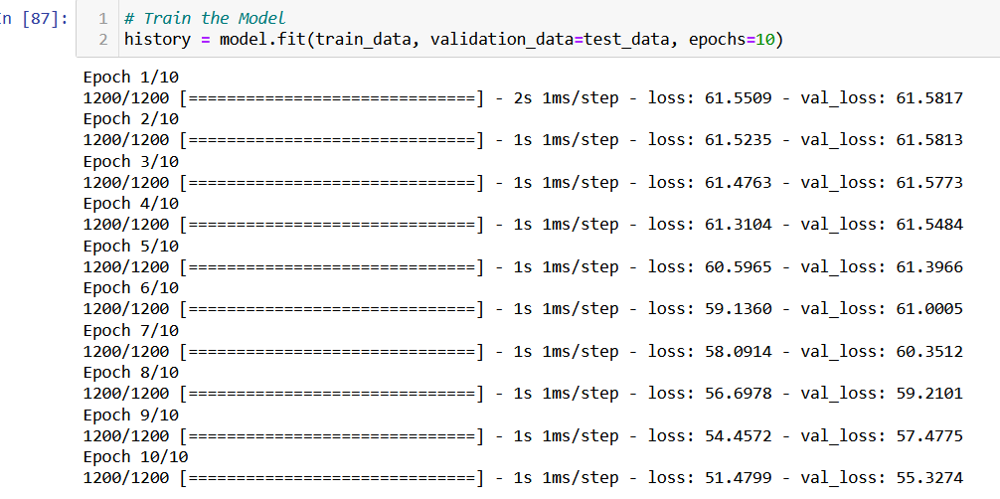 n [87]:
1 # Train the Model
2 history = model.fit(train_data, validation_data=test_data, epochs=10)
Epoch 1/10
1200/1200 [==============================] - 2s 1ms/step - loss: 61.5509 - val_loss: 61.5817
Epoch 2/10
1200/1200 [==============================] - 1s 1ms/step - loss: 61.5235 - val_loss: 61.5813
Epoch 3/10
1200/1200 [==============================] - 1s 1ms/step - loss: 61.4763 - val_loss: 61.5773
Epoch 4/10
1200/1200 [==============================] - 1s 1ms/step - loss: 61.3104 - val_loss: 61.5484
Epoch 5/10
1200/1200 [==============================] - 1s 1ms/step - loss: 60.5965 - val_loss: 61.3966
Epoch 6/10
1200/1200 [==============================] - 1s 1ms/step - loss: 59.1360 - val_loss: 61.0005
Epoch 7/10
1200/1200 [==============================] - 1s 1ms/step - loss: 58.0914 - val_loss: 60.3512
Epoch 8/10
1200/1200 [==============================] - 1s 1ms/step - loss: 56.6978 - val_loss: 59.2101
Epoch 9/10
1200/1200 [==============================] - 1s 1ms/step - loss: 54.4572 - val_loss: 57.4775
Epoch 10/10
1200/1200 [==============================] - 1s 1ms/step - loss: 51.4799 - val_loss: 55.3274